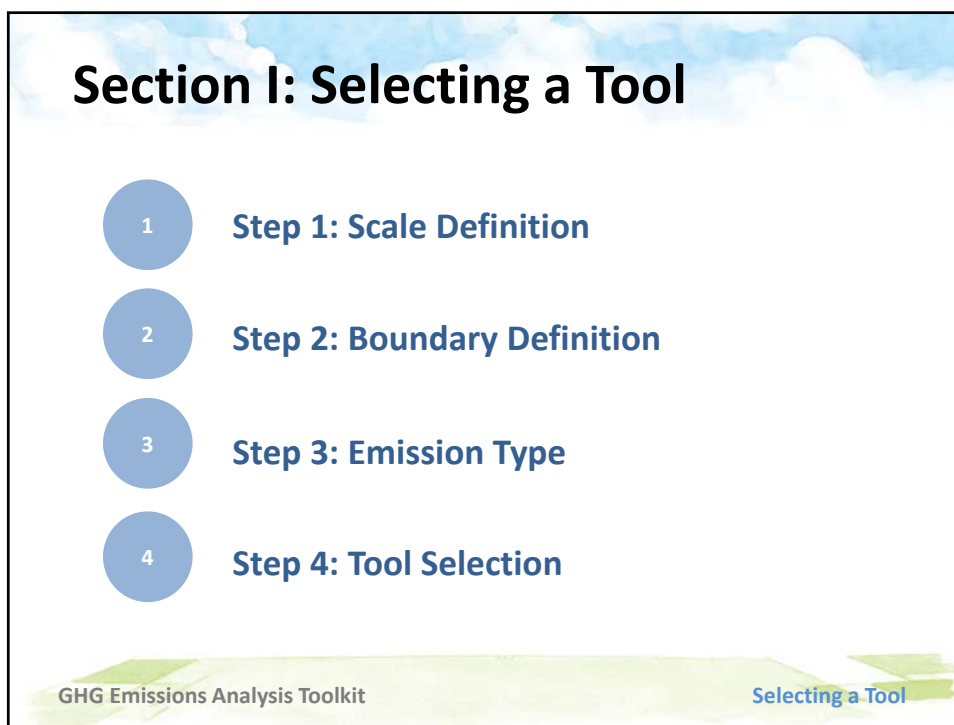 Section I: Selecting a Tool
1
Step 1: Scale Definition
2
Step 2: Boundary Definition
3
Step 3: Emission Type
4
Step 4: Tool Selection
GHG Emissions Analysis Toolkit
Selecting a Tool